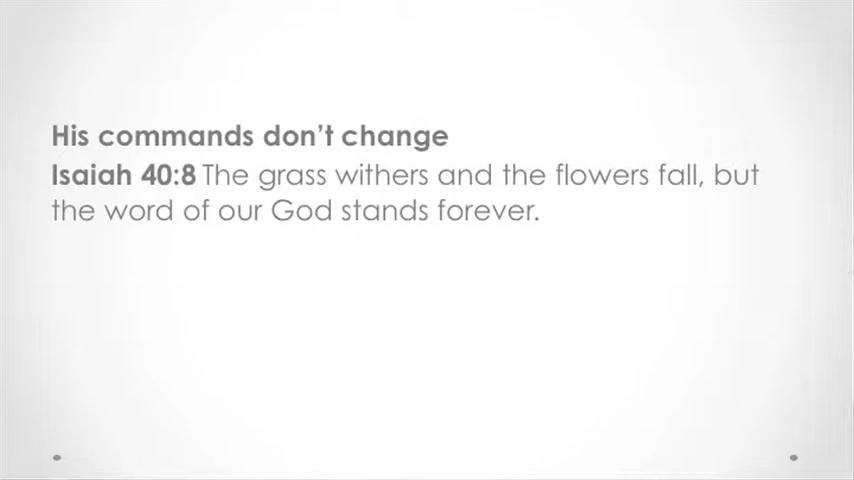 His commands don’t change
Isaiah 40:8 The grass withers and the flowers fall, but
the word of our God stands forever.